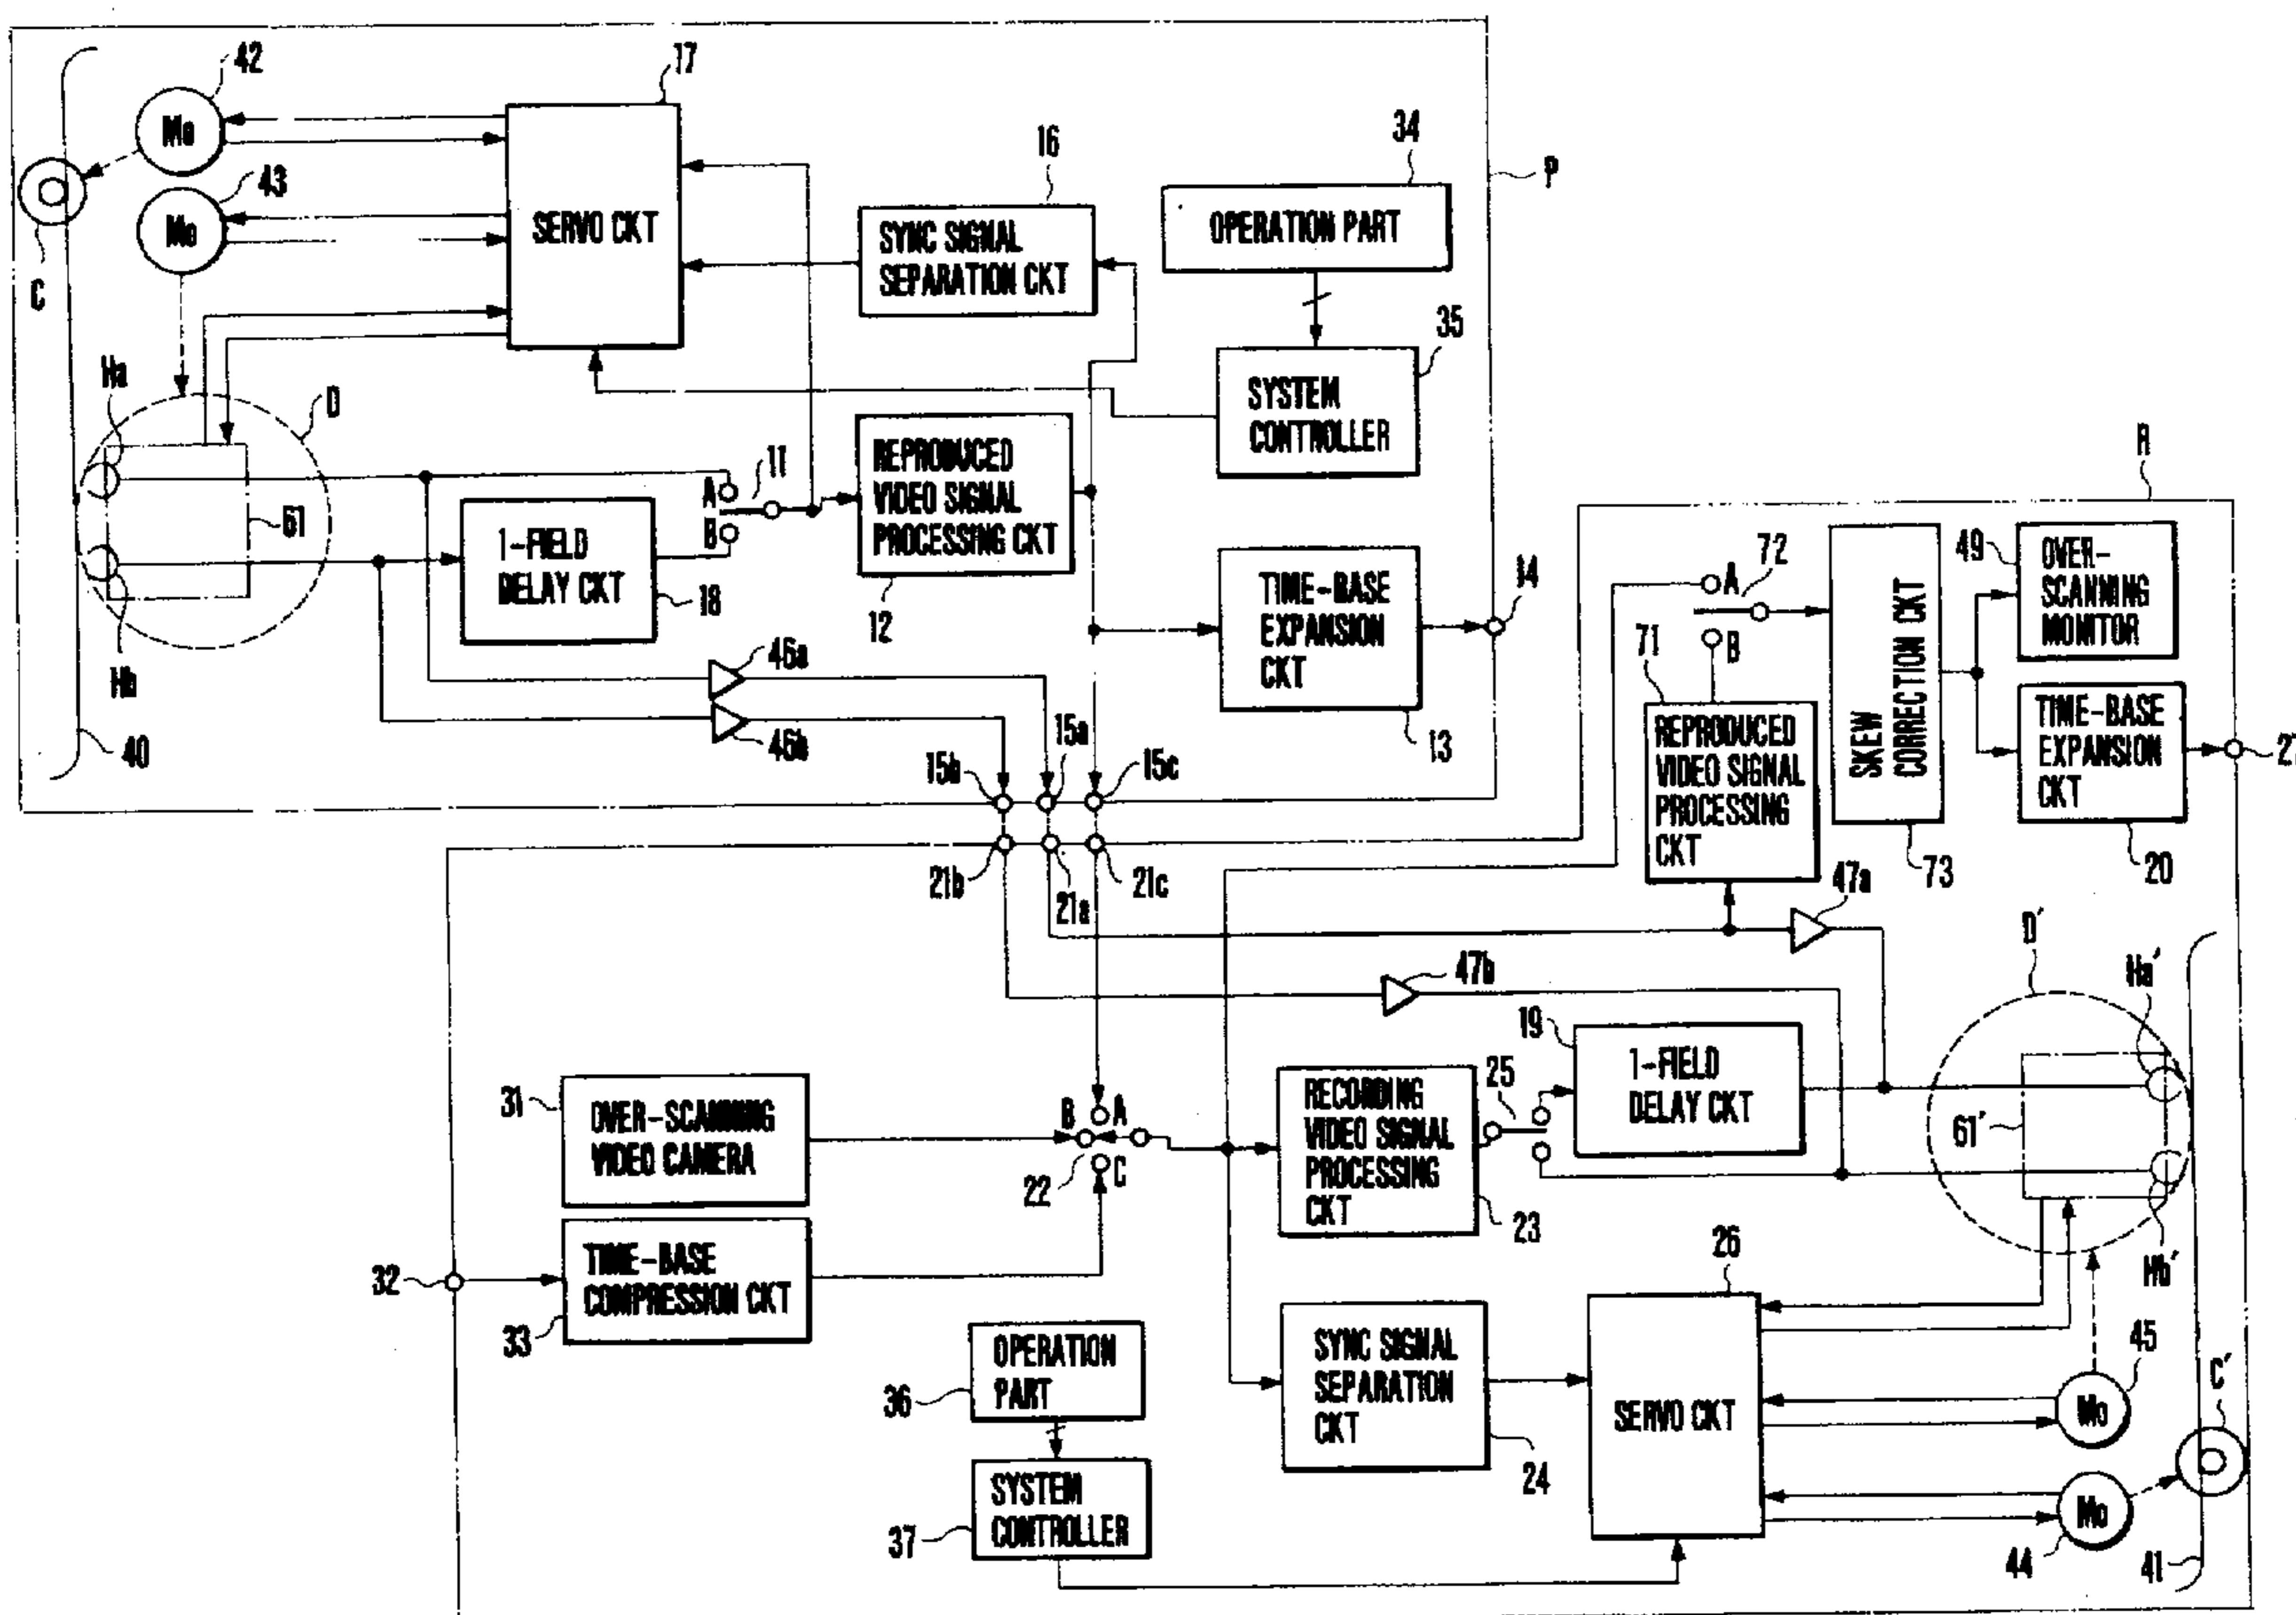 42
17
Mo
34
16
P
43
Mo
SERVO CKT
SYNC SIGNAL
SEPARATION CKT
OPERATION PART
C
35
Ha
D
SYSTEM
CONTROLLER
R
11
A
B
REPRODUCED
VIDEO SIGNAL
PROCESSING CKT
61
1-FIELD
DELAY CKT
18
12
TIME-BASE
EXPANSION
CKT
14
72
A
B
49
OVER-
SCANNING
MONITOR
SKEW
CORRECTION CKT
71
Hb
46a
46b
40
13
15b
15a
15c
REPRODUCED
VIDEO SIGNAL
PROCESSING
CKT
TIME-BASE
EXPANSION
CKT
27
21b
21a
21c
73
20
47a
47b
D'
Ha'
19
25
31
OVER-SCANNING
VIDEO CAMERA
B
A
C
22
RECORDING
VIDEO SIGNAL
PROCESSING
CKT
23
1-FIELD
DELAY CKT
61'
Hb'
32
TIME-BASE
COMPRESSION CKT
33
26
36
OPERATION
PART
SYNC SIGNAL
SEPARATION
CKT
24
SERVO CKT
45
Mo
C'
37
SYSTEM
CONTROLLER
Mo
44
41